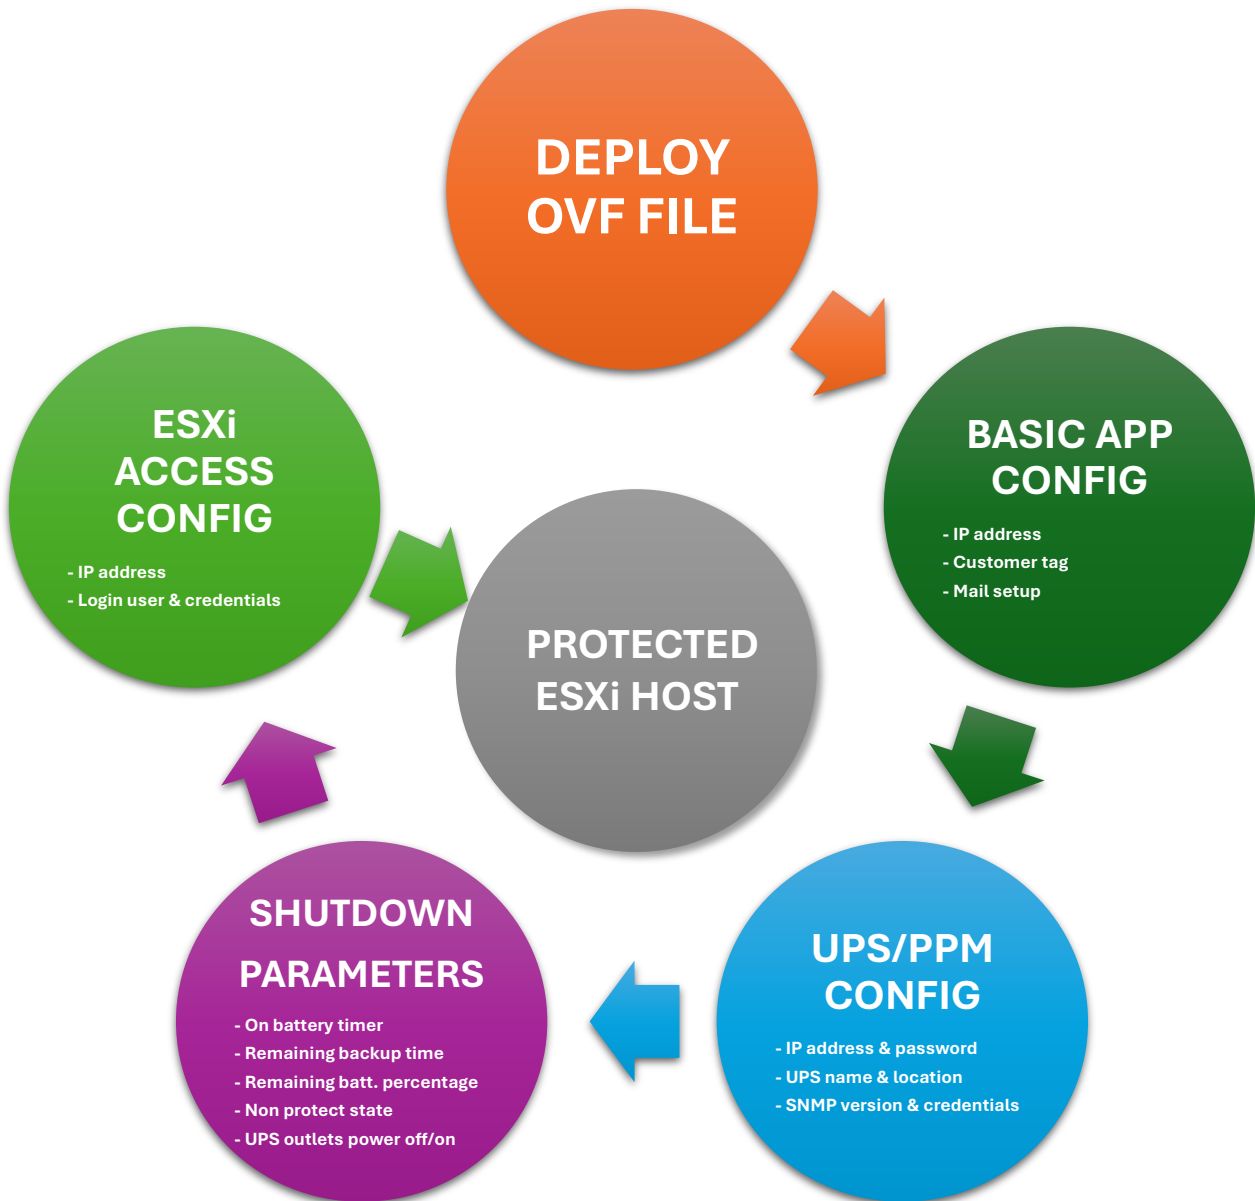 DEPLOY
OVF FILE
BASIC APP
CONFIG
- IP address
- Customer tag
- Mail setup
UPS/PPM
CONFIG
- IP address & password
- UPS name & location
- SNMP version & credentials
SHUTDOWN
PARAMETERS
- On battery timer
- Remaining backup time
- Remaining batt. percentage
- Non protect state
- UPS outlets power off/on
ESXi
ACCESS
CONFIG
- IP address
- Login user & credentials
PROTECTED
ESXi HOST